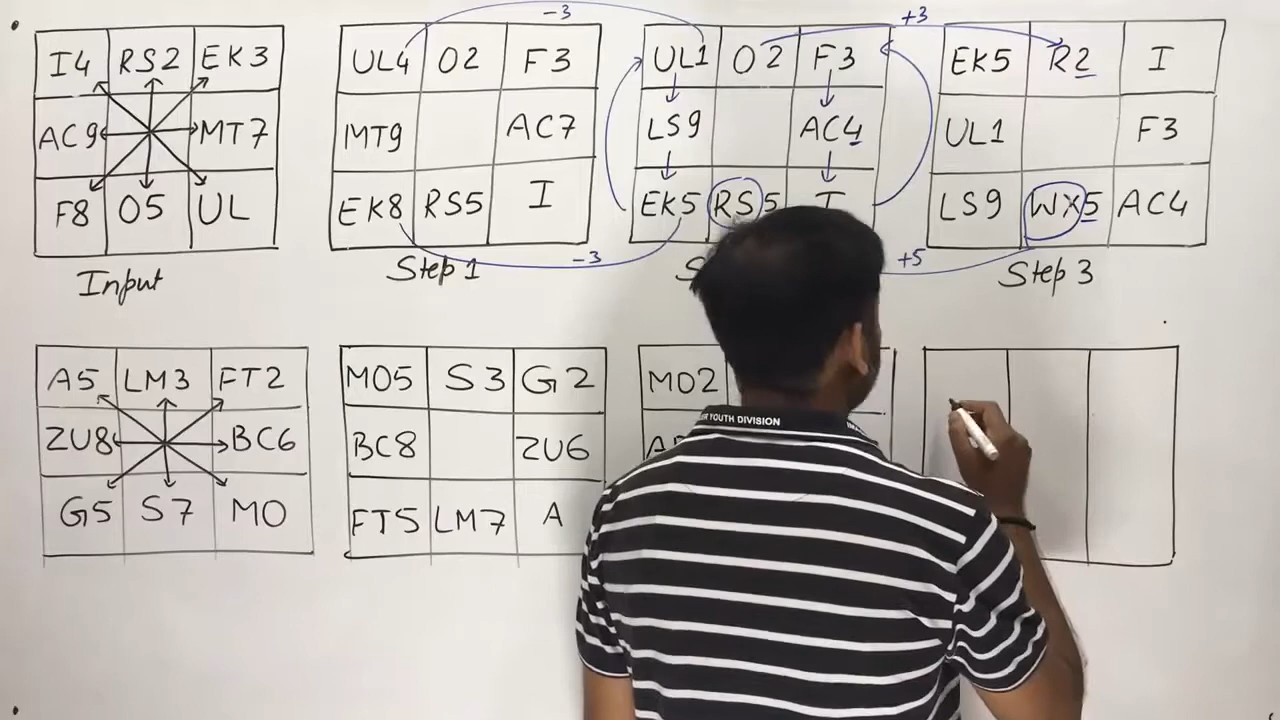 -3
+3
I4 RS2 EK3
UL4 O2 F3
UL1 O2 F3
EK5 R2 I
AC9 MT7
MT9 AC7
LS9 AC4
UL1 F3
F8 O5 UL
EK8 RS5 I
EK5 RS5 I
LS9 WX5 AC4
-3
+5
Input
Step 1
Step 3
A5 LM3 FT2
MO5 S3 G2
MO2
ZU8 BC6
BC8 ZU6
G5 S7 MO
FT5 LM7 A
YOUTH DIVISION